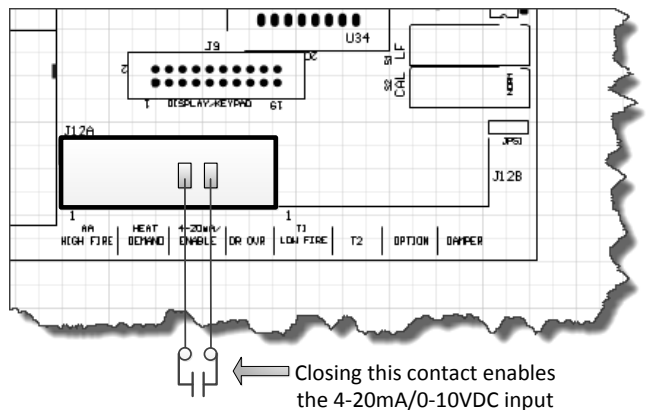 U34
J9
2
20
1 DISPLAY/KEYPAD 19
S1 LF
S2 CAL
J12A
JPS1
J12B
1
1
AA
HIGH FIRE
HEAT
DEMAND
4-20mA/
ENABLE
DR OVR
T1
LOW FIRE
T2
OPTION
DAMPER
Closing this contact enables
the 4-20mA/0-10VDC input